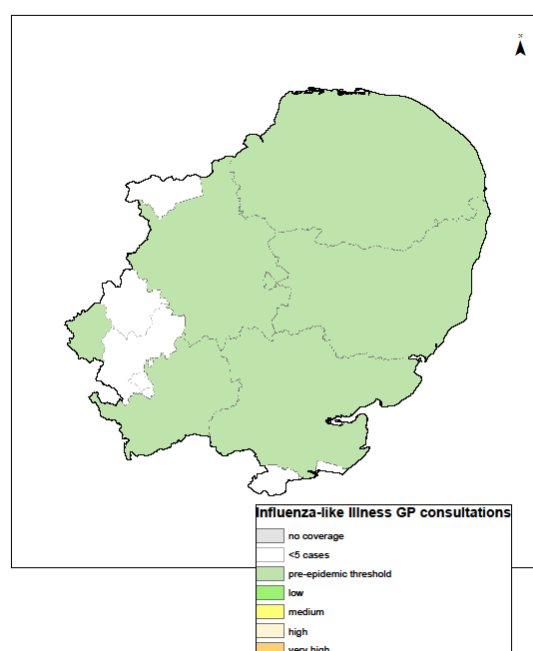 N
Influenza-like Illness GP consultations
no coverage
<5 cases
pre-epidemic threshold
low
medium
high
very high